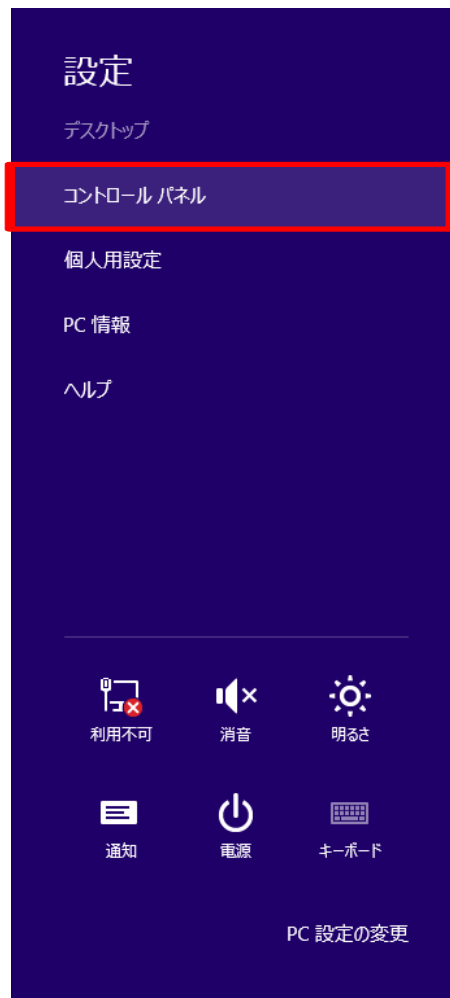 設定
デスクトップ
コントロール パネル
個人用設定
PC 情報
ヘルプ
利用不可
消音
明るさ
通知
電源
キーボード
PC 設定の変更